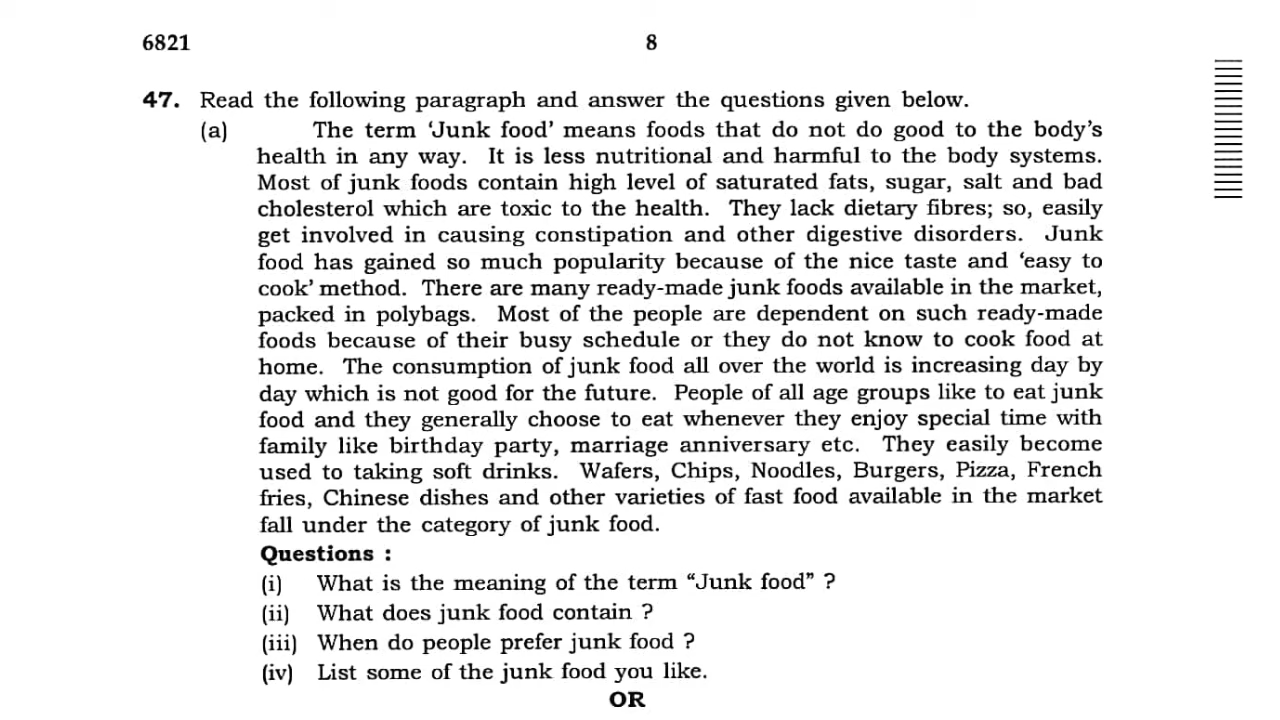 6821
8
47. Read the following paragraph and answer the questions given below.
(a) The term ‘Junk food’ means foods that do not do good to the body’s
health in any way. It is less nutritional and harmful to the body systems.
Most of junk foods contain high level of saturated fats, sugar, salt and bad
cholesterol which are toxic to the health. They lack dietary fibres; so, easily
get involved in causing constipation and other digestive disorders. Junk
food has gained so much popularity because of the nice taste and ‘easy to
cook’ method. There are many ready-made junk foods available in the market,
packed in polybags. Most of the people are dependent on such ready-made
foods because of their busy schedule or they do not know to cook food at
home. The consumption of junk food all over the world is increasing day by
day which is not good for the future. People of all age groups like to eat junk
food and they generally choose to eat whenever they enjoy special time with
family like birthday party, marriage anniversary etc. They easily become
used to taking soft drinks. Wafers, Chips, Noodles, Burgers, Pizza, French
fries, Chinese dishes and other varieties of fast food available in the market
fall under the category of junk food.
Questions :
(i) What is the meaning of the term “Junk food” ?
(ii) What does junk food contain ?
(iii) When do people prefer junk food ?
(iv) List some of the junk food you like.
OR